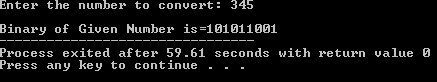 Enter the number to convert: 345
Binary of Given Number is=101011001
--------------------------------
Process exited after 59.61 seconds with return value 0
Press any key to continue . . .